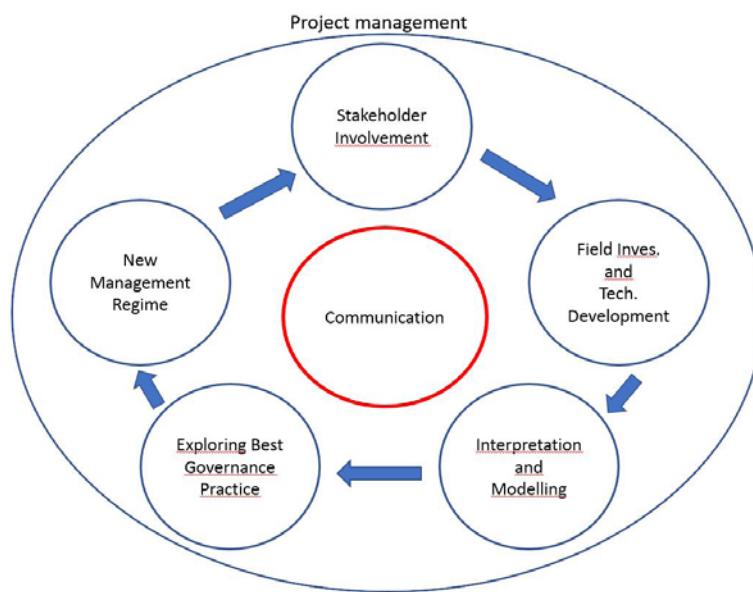 Project management
Stakeholder
Involvement
New
Management
Regime
Field Inves.
and
Tech.
Development
Communication
Exploring Best
Governance
Practice
Interpretation
and
Modelling